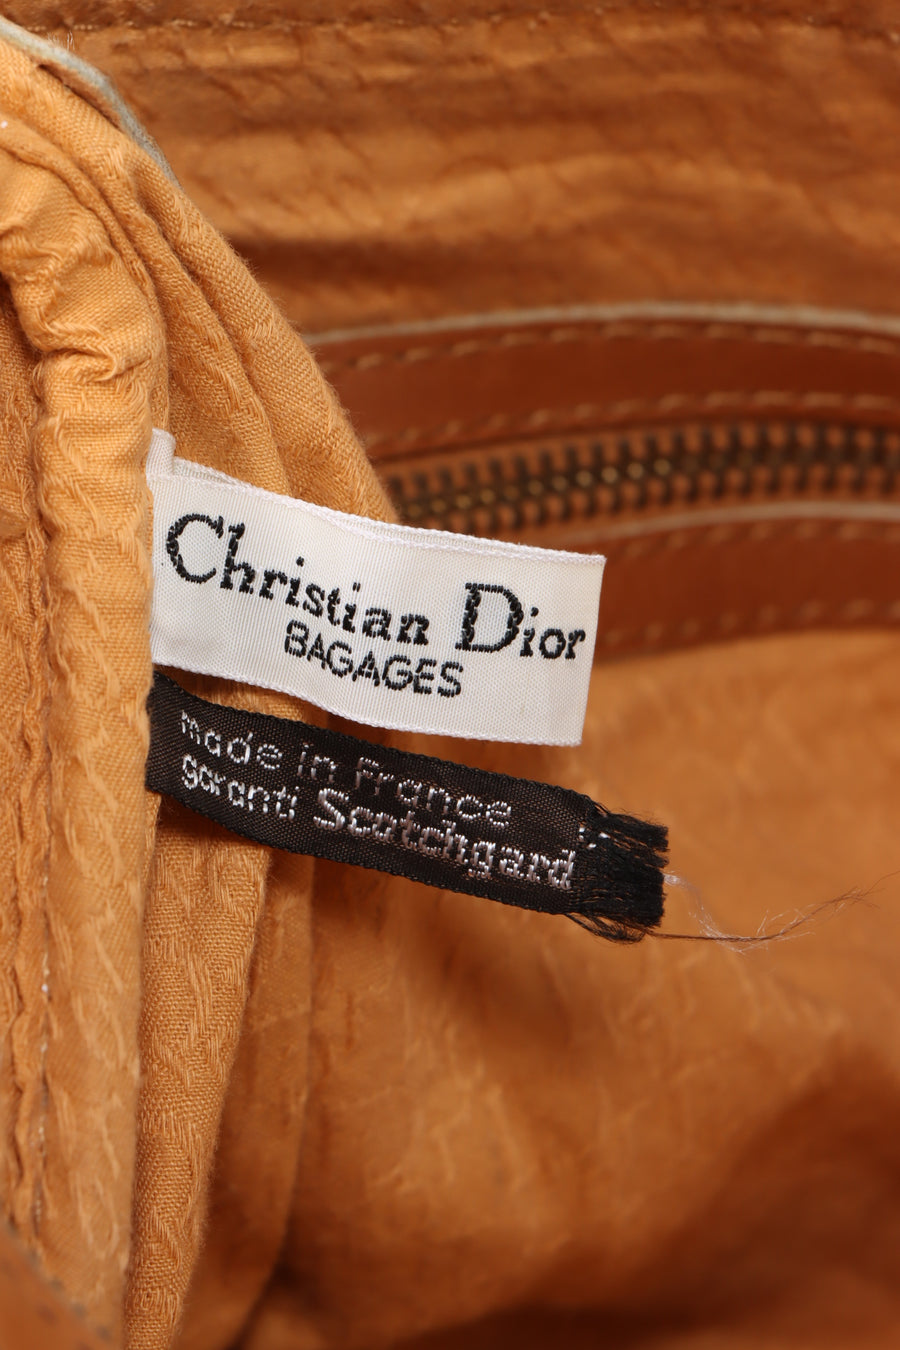 Christian Dior
BAGAGES
made in France
garanti Scotchgard